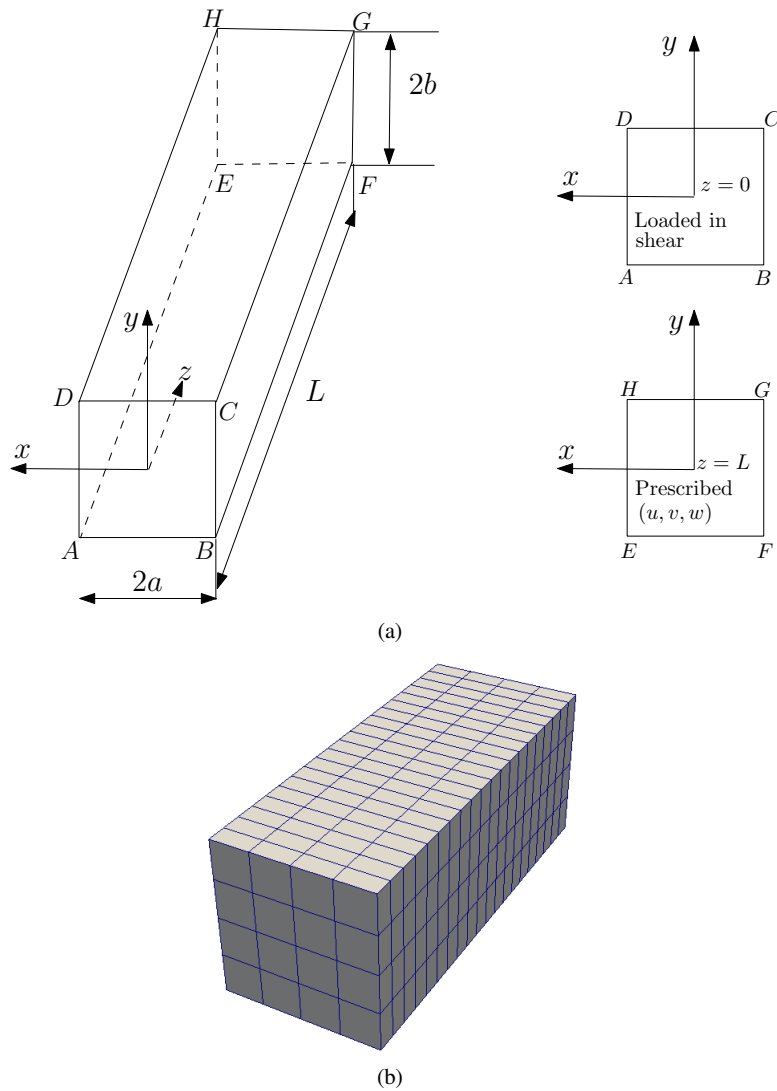 H
G
2b
E
F
y
z
L
D
C
x
A
B
2a
y
D
C
x
z = 0
Loaded in
shear
A
B
y
H
G
x
z = L
Prescribed
(u, v, w)
E
F
(a)
(b)